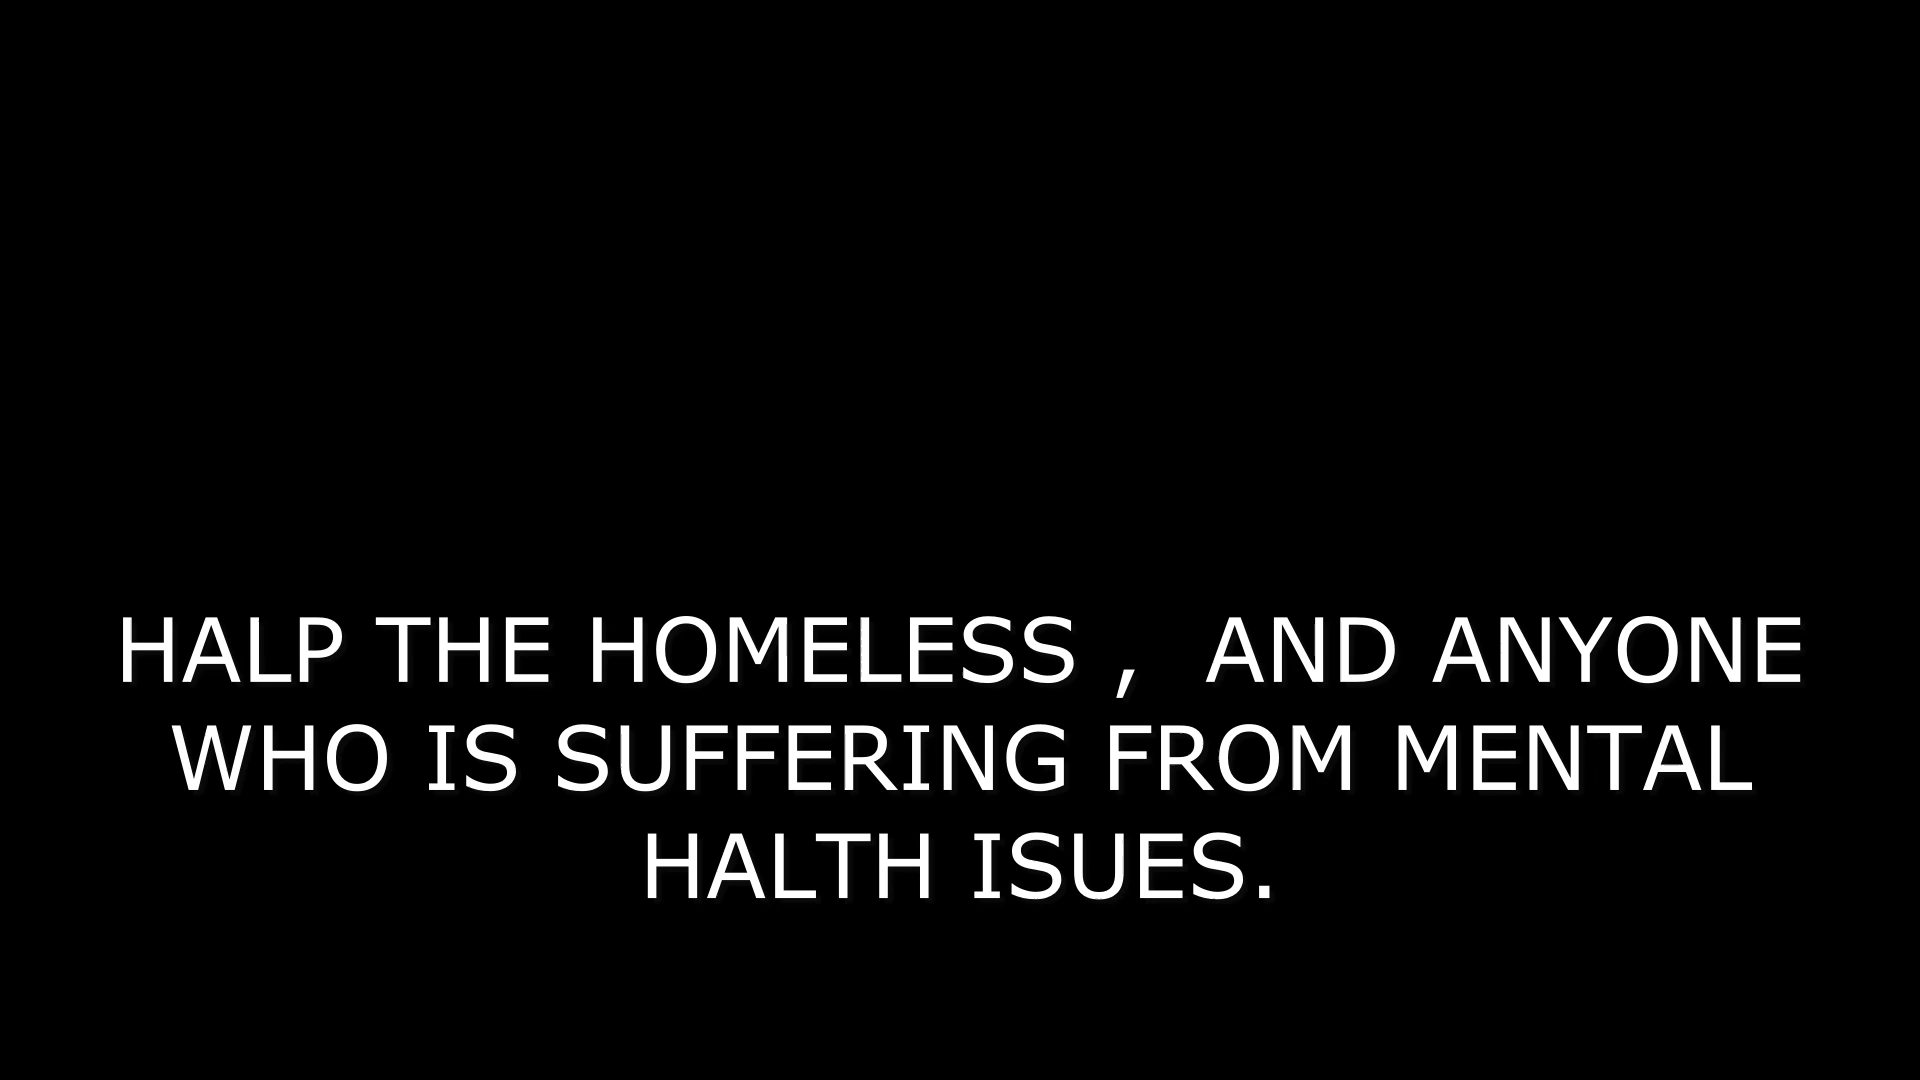 HALP THE HOMELESS ,  AND ANYONE
WHO IS SUFFERING FROM MENTAL
HALTH ISUES.